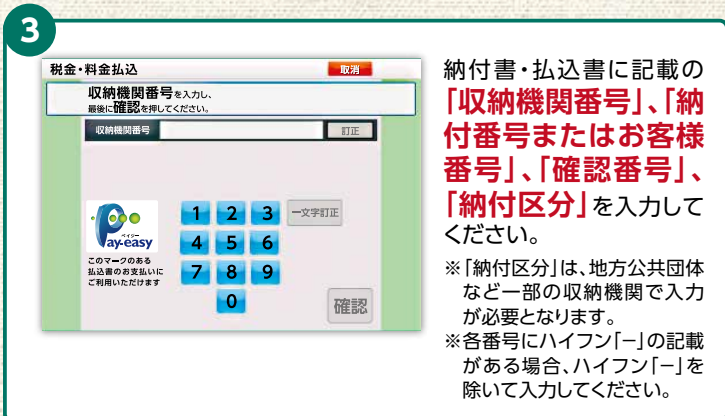 3
税金・料金払込
取消
収納機関番号を入力し、
最後に確認を押してください。
収納機関番号
訂正
ペイジー
Pay-easy
このマークのある
払込書のお支払いに
ご利用いただけます
1 2 3 一文字訂正
4 5 6
7 8 9
0
確認
納付書・払込書に記載の
「収納機関番号」、「納
付番号またはお客様
番号」、「確認番号」、
「納付区分」を入力して
ください。
※「納付区分」は、地方公共団体
など一部の収納機関で入力
が必要となります。
※各番号にハイフン「−」の記載
がある場合、ハイフン「−」を
除いて入力してください。